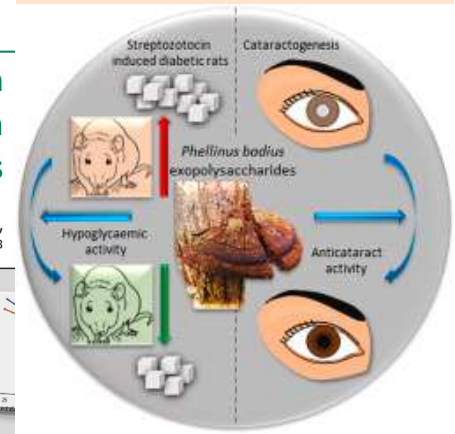 Streptozotocin
induced diabetic rats
Cataractogenesis
Phellinus badius
exopolysaccharides
Hypoglycaemic
activity
Anticataract
activity